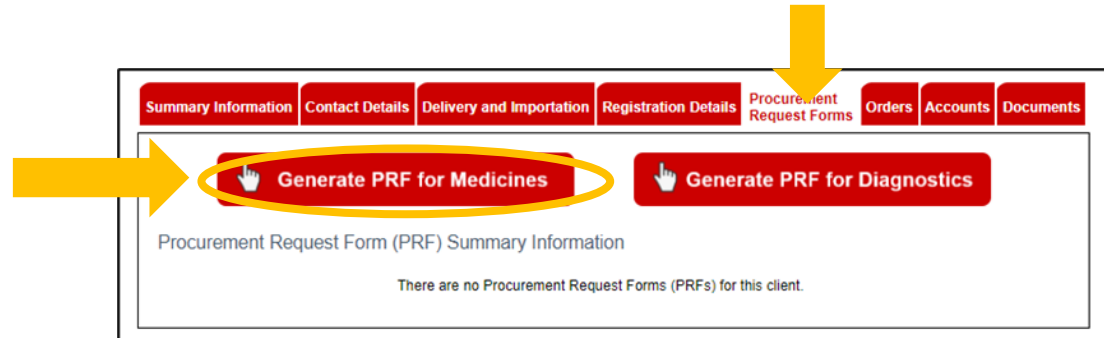 Summary Information Contact Details Delivery and Importation Registration Details Procurement Request Forms Orders Accounts Documents
Generate PRF for Medicines Generate PRF for Diagnostics
Procurement Request Form (PRF) Summary Information
There are no Procurement Request Forms (PRFs) for this client.